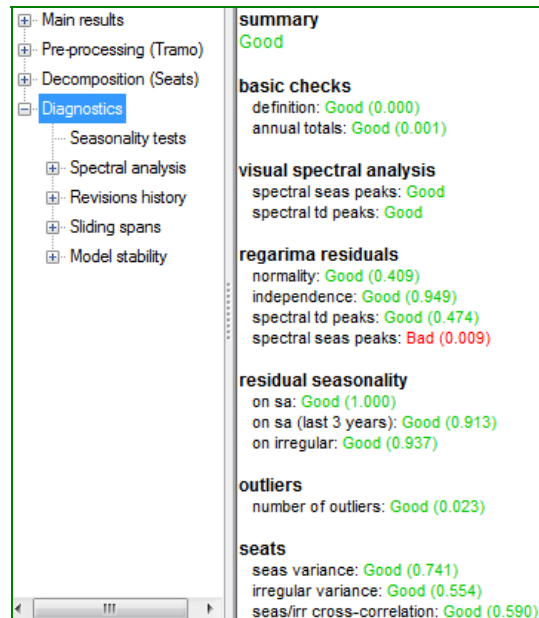 Main results
Pre-processing (Tramo)
Decomposition (Seats)
Diagnostics
Seasonality tests
Spectral analysis
Revisions history
Sliding spans
Model stability
summary
Good
basic checks
definition: Good (0.000)
annual totals: Good (0.001)
visual spectral analysis
spectral seas peaks: Good
spectral td peaks: Good
regarima residuals
normality: Good (0.409)
independence: Good (0.949)
spectral td peaks: Good (0.474)
spectral seas peaks: Bad (0.009)
residual seasonality
on sa: Good (1.000)
on sa (last 3 years): Good (0.913)
on irregular: Good (0.937)
outliers
number of outliers: Good (0.023)
seats
seas variance: Good (0.741)
irregular variance: Good (0.554)
seas/irr cross-correlation: Good (0.590)